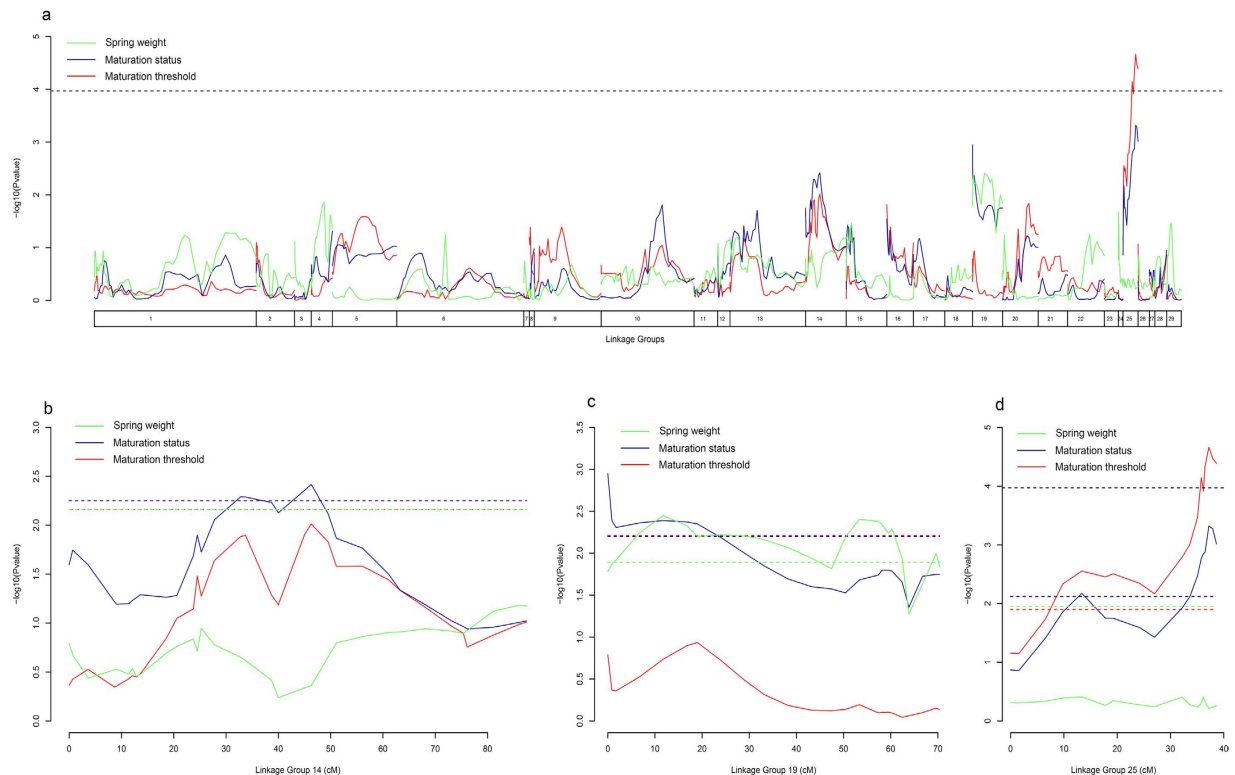 a
5
4
3
2
1
0
−log10(Pvalue)
Spring weight
Maturation status
Maturation threshold
1 2 3 4 5 6 7 8 9 10 11 12 13 14 15 16 17 18 19 20 21 22 23 24 25 26 27 28 29
Linkage Groups
b
3.0
2.5
2.0
1.5
1.0
0.5
0.0
−log10(Pvalue)
Spring weight
Maturation status
Maturation threshold
0 10 20 30 40 50 60 70 80
Linkage Group 14 (cM)
c
3.5
3.0
2.5
2.0
1.5
1.0
0.5
0.0
−log10(Pvalue)
Spring weight
Maturation status
Maturation threshold
0 10 20 30 40 50 60 70
Linkage Group 19 (cM)
d
5
4
3
2
1
0
−log10(Pvalue)
Spring weight
Maturation status
Maturation threshold
0 10 20 30 40
Linkage Group 25 (cM)